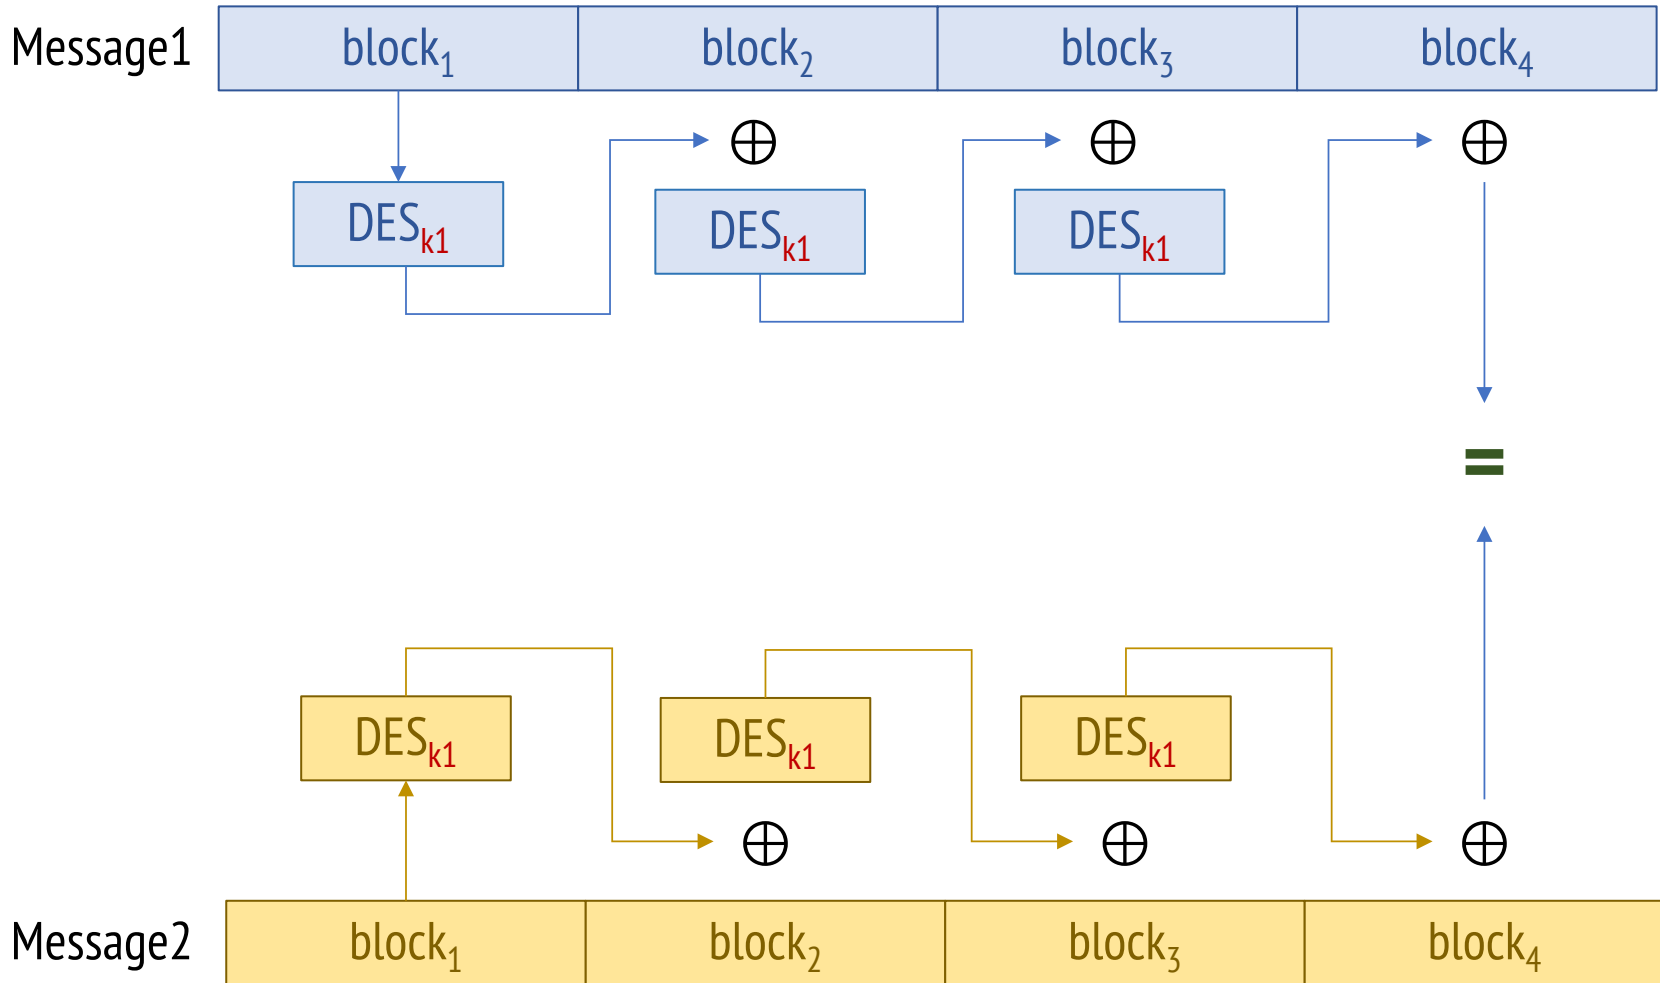 Message1 block1 block2 block3 block4
DESk1 DESk1 DESk1
=
DESk1 DESk1 DESk1
Message2 block1 block2 block3 block4